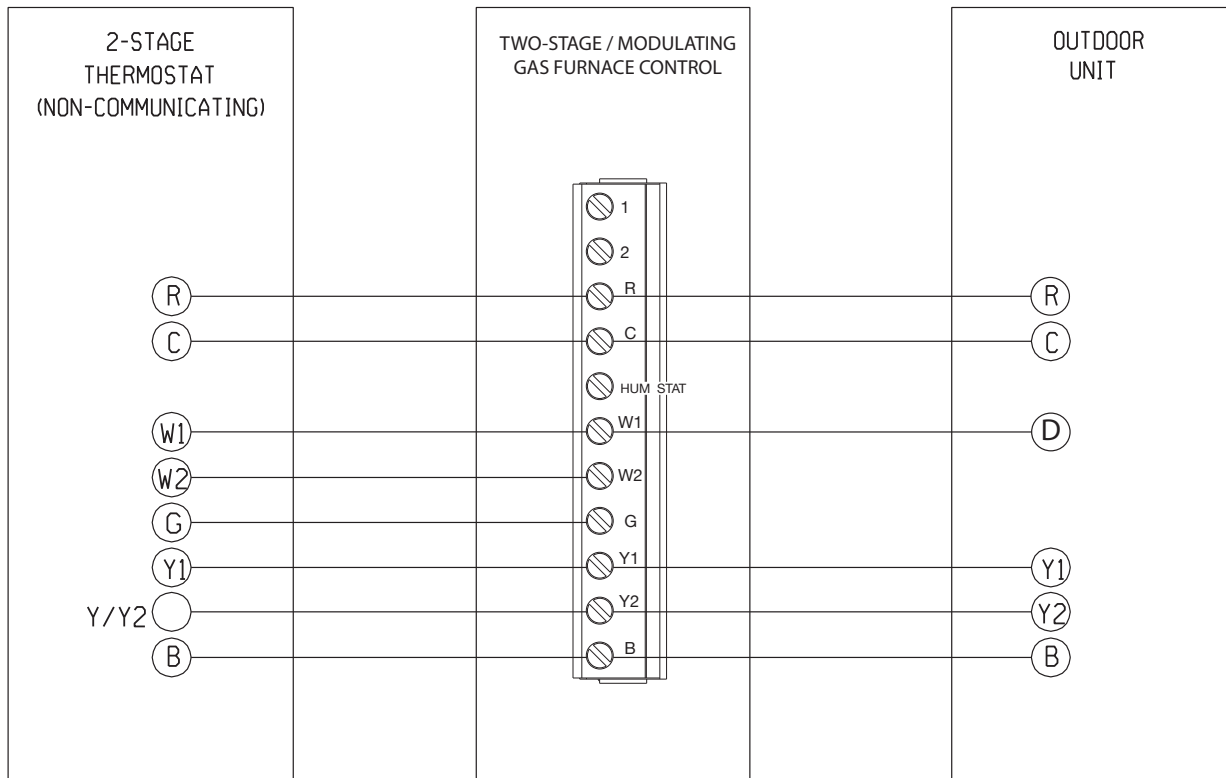 2-STAGE
THERMOSTAT
(NON-COMMUNICATING)
TWO-STAGE / MODULATING
GAS FURNACE CONTROL
OUTDOOR
UNIT
1
2
R R R
C C C
HUM STAT
W1 W1 D
W2 W2
G G
Y1 Y1 Y1
Y/Y2 Y2 Y2
B B B